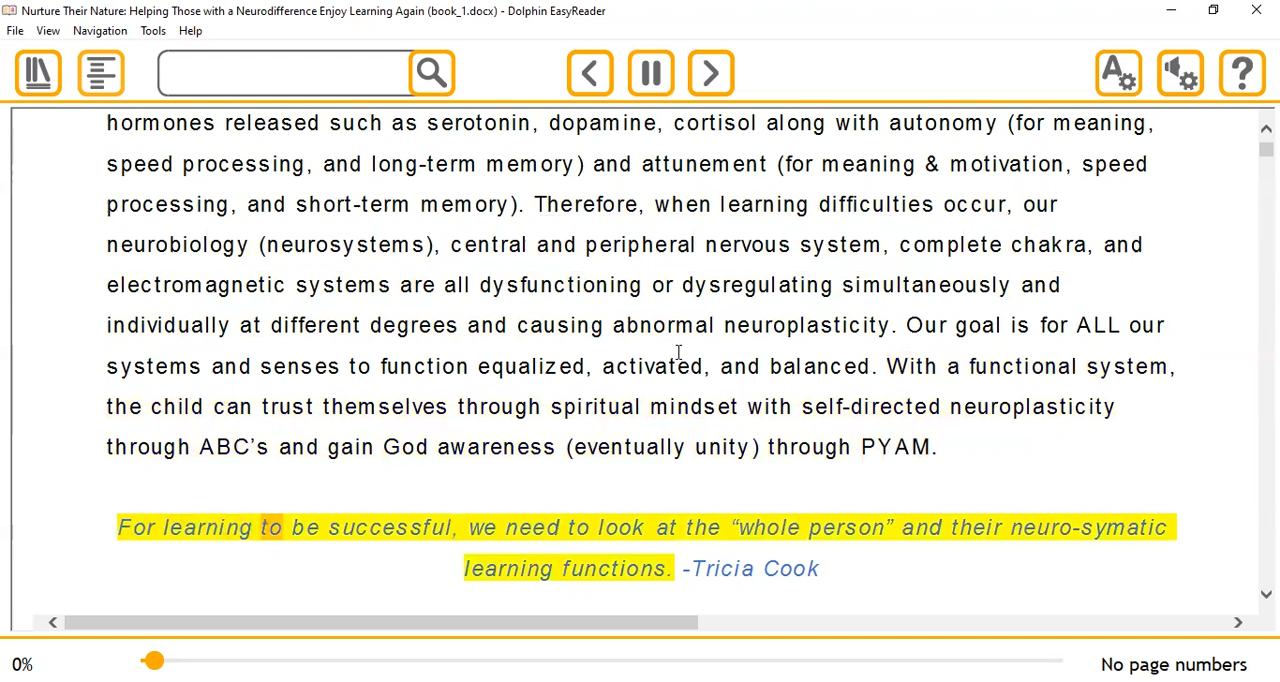 Nurture Their Nature: Helping Those with a Neurodifference Enjoy Learning Again (book_1.docx) - Dolphin EasyReader
File View Navigation Tools Help
hormones released such as serotonin, dopamine, cortisol along with autonomy (for meaning,
speed processing, and long-term memory) and attunement (for meaning & motivation, speed
processing, and short-term memory). Therefore, when learning difficulties occur, our
neurobiology (neurosystems), central and peripheral nervous system, complete chakra, and
electromagnetic systems are all dysfunctioning or dysregulating simultaneously and
individually at different degrees and causing abnormal neuroplasticity. Our goal is for ALL our
systems and senses to function equalized, activated, and balanced. With a functional system,
the child can trust themselves through spiritual mindset with self-directed neuroplasticity
through ABC’s and gain God awareness (eventually unity) through PYAM.
For learning to be successful, we need to look at the “whole person” and their neuro-symatic
learning functions. -Tricia Cook
0% No page numbers